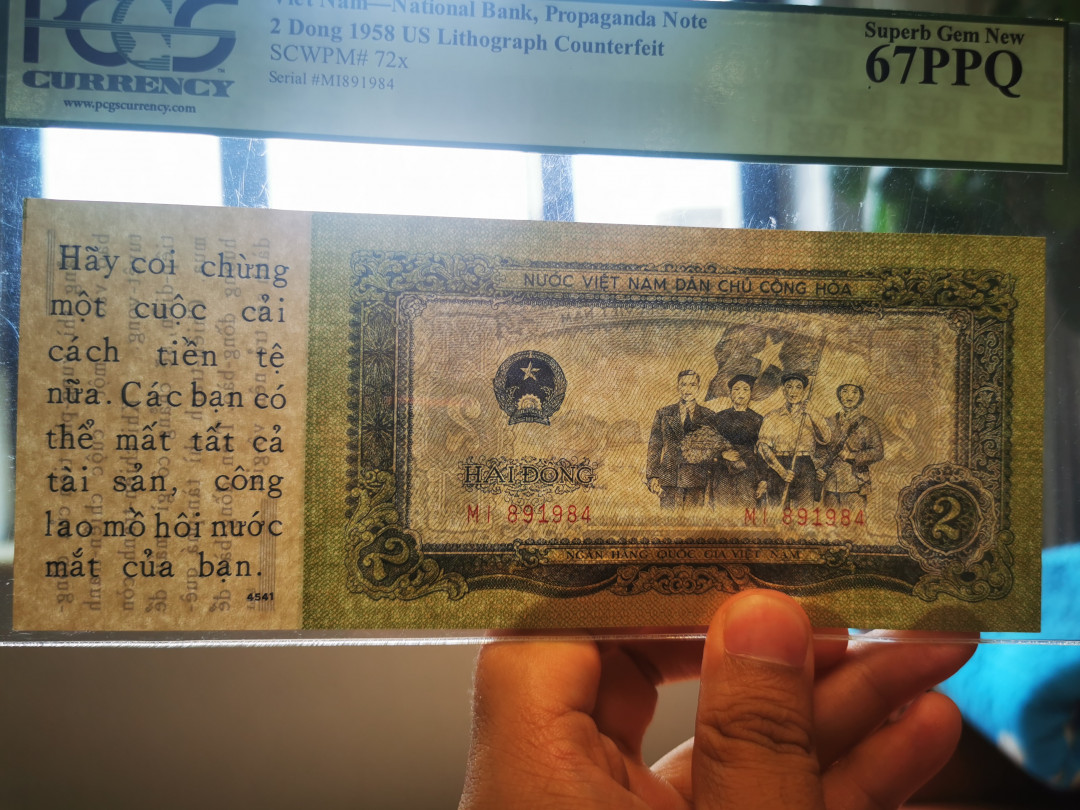 PCGS
CURRENCY
www.pcgscurrency.com
Viet Nam—National Bank, Propaganda Note
2 Dong 1958 US Lithograph Counterfeit
SCWPM# 72x
Serial #MI891984
Superb Gem New
67PPQ
Hãy coi chừng
một cuộc cải
cách tiền tệ
nữa. Các bạn có
thể mất tất cả
tài sản, công
lao mồ hôi nước
mắt của bạn.
4541
NƯỚC VIỆT NAM DÂN CHỦ CỘNG HÒA
HAI ĐỒNG
MI 891984
MI 891984
2
2
NGÂN HÀNG QUỐC GIA VIỆT NAM